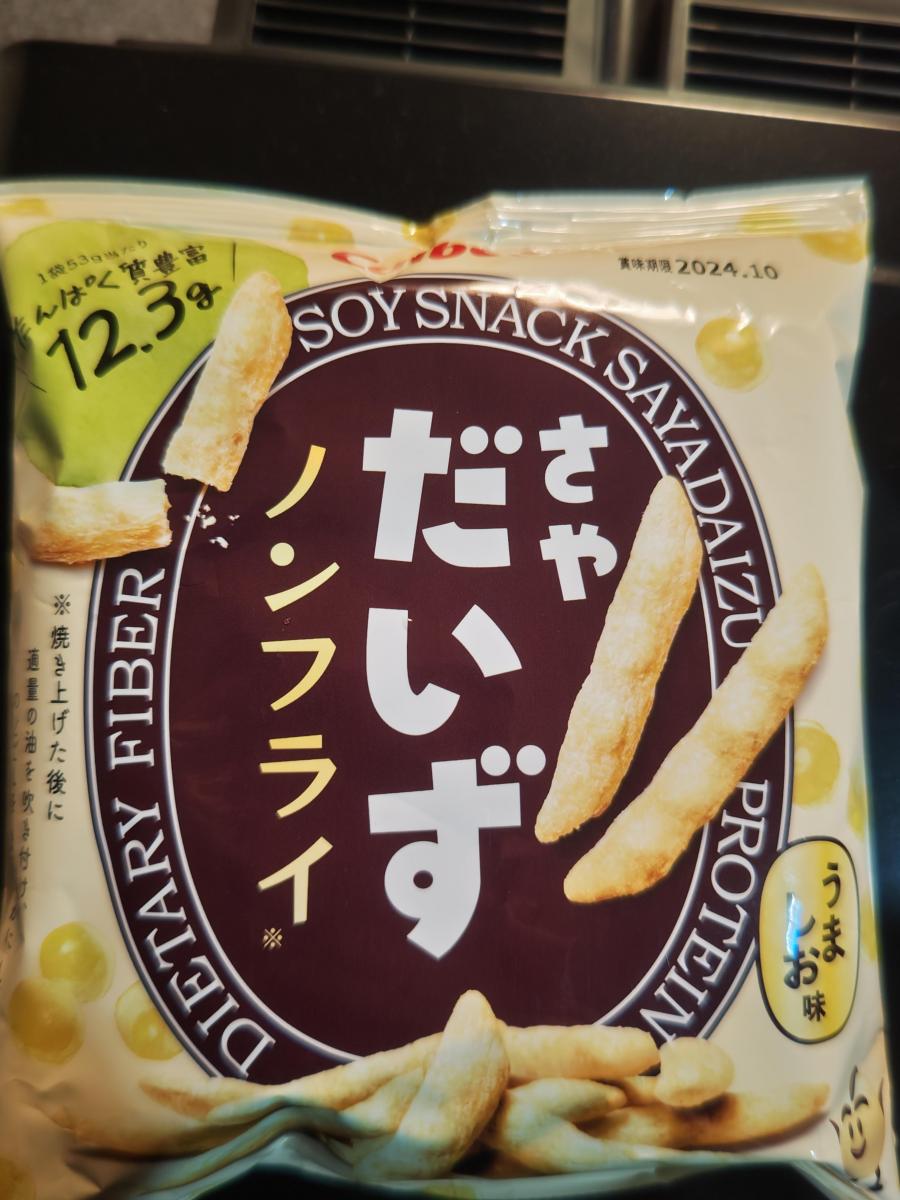 賞味期限 2024.10
1袋53g当たり
たんぱく質豊富
12.3g
SOY SNACK SAYADAIZU
PROTEIN
DIETARY FIBER
さや
だいず
ノンフライ※
うま
しお味
※焼き上げた後に
適量の油を吹き付け